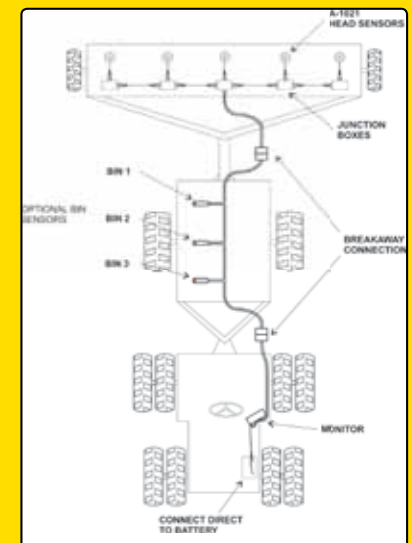 A-1021
HEAD SENSORS
JUNCTION
BOXES
BIN 1
OPTIONAL BIN
SENSORS
BIN 2
BREAKAWAY
CONNECTION
BIN 3
MONITOR
CONNECT DIRECT
TO BATTERY